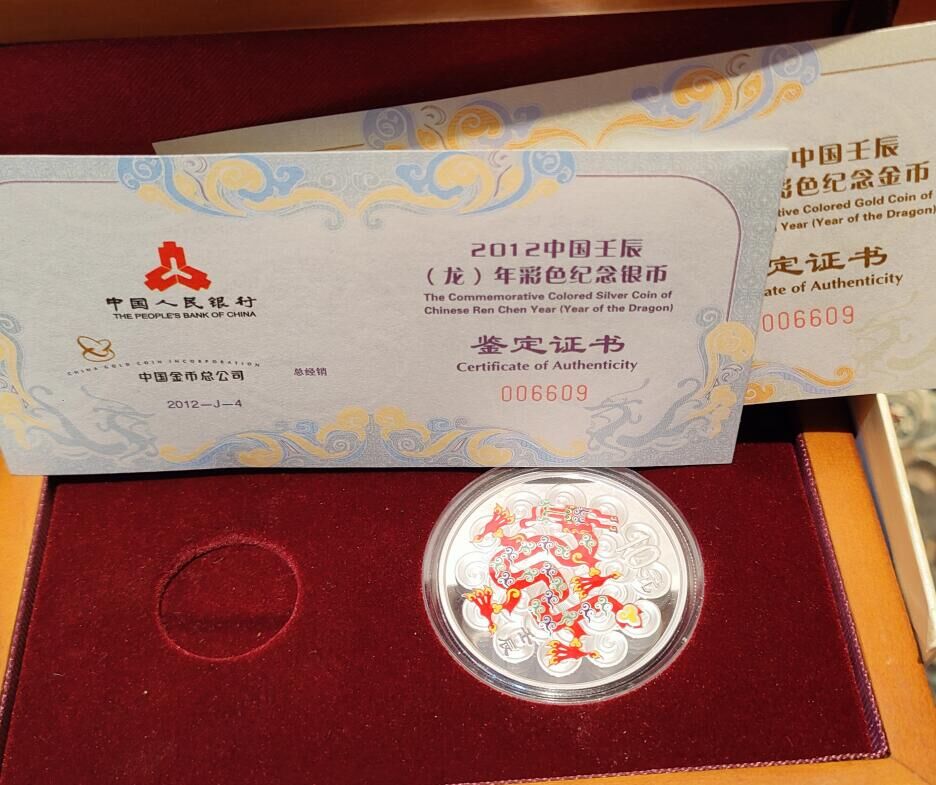 中国人民银行
THE PEOPLE'S BANK OF CHINA
CHINA GOLD COIN INCORPORATION
中国金币总公司
总经销
2012—J—4
2012中国壬辰
（龙）年彩色纪念银币
The Commemorative Colored Silver Coin of
Chinese Ren Chen Year (Year of the Dragon)
鉴定证书
Certificate of Authenticity
006609
中国壬辰
彩色纪念金币
tive Colored Gold Coin of
Year (Year of the Dragon)
定证书
ate of Authenticity
006609
壬辰